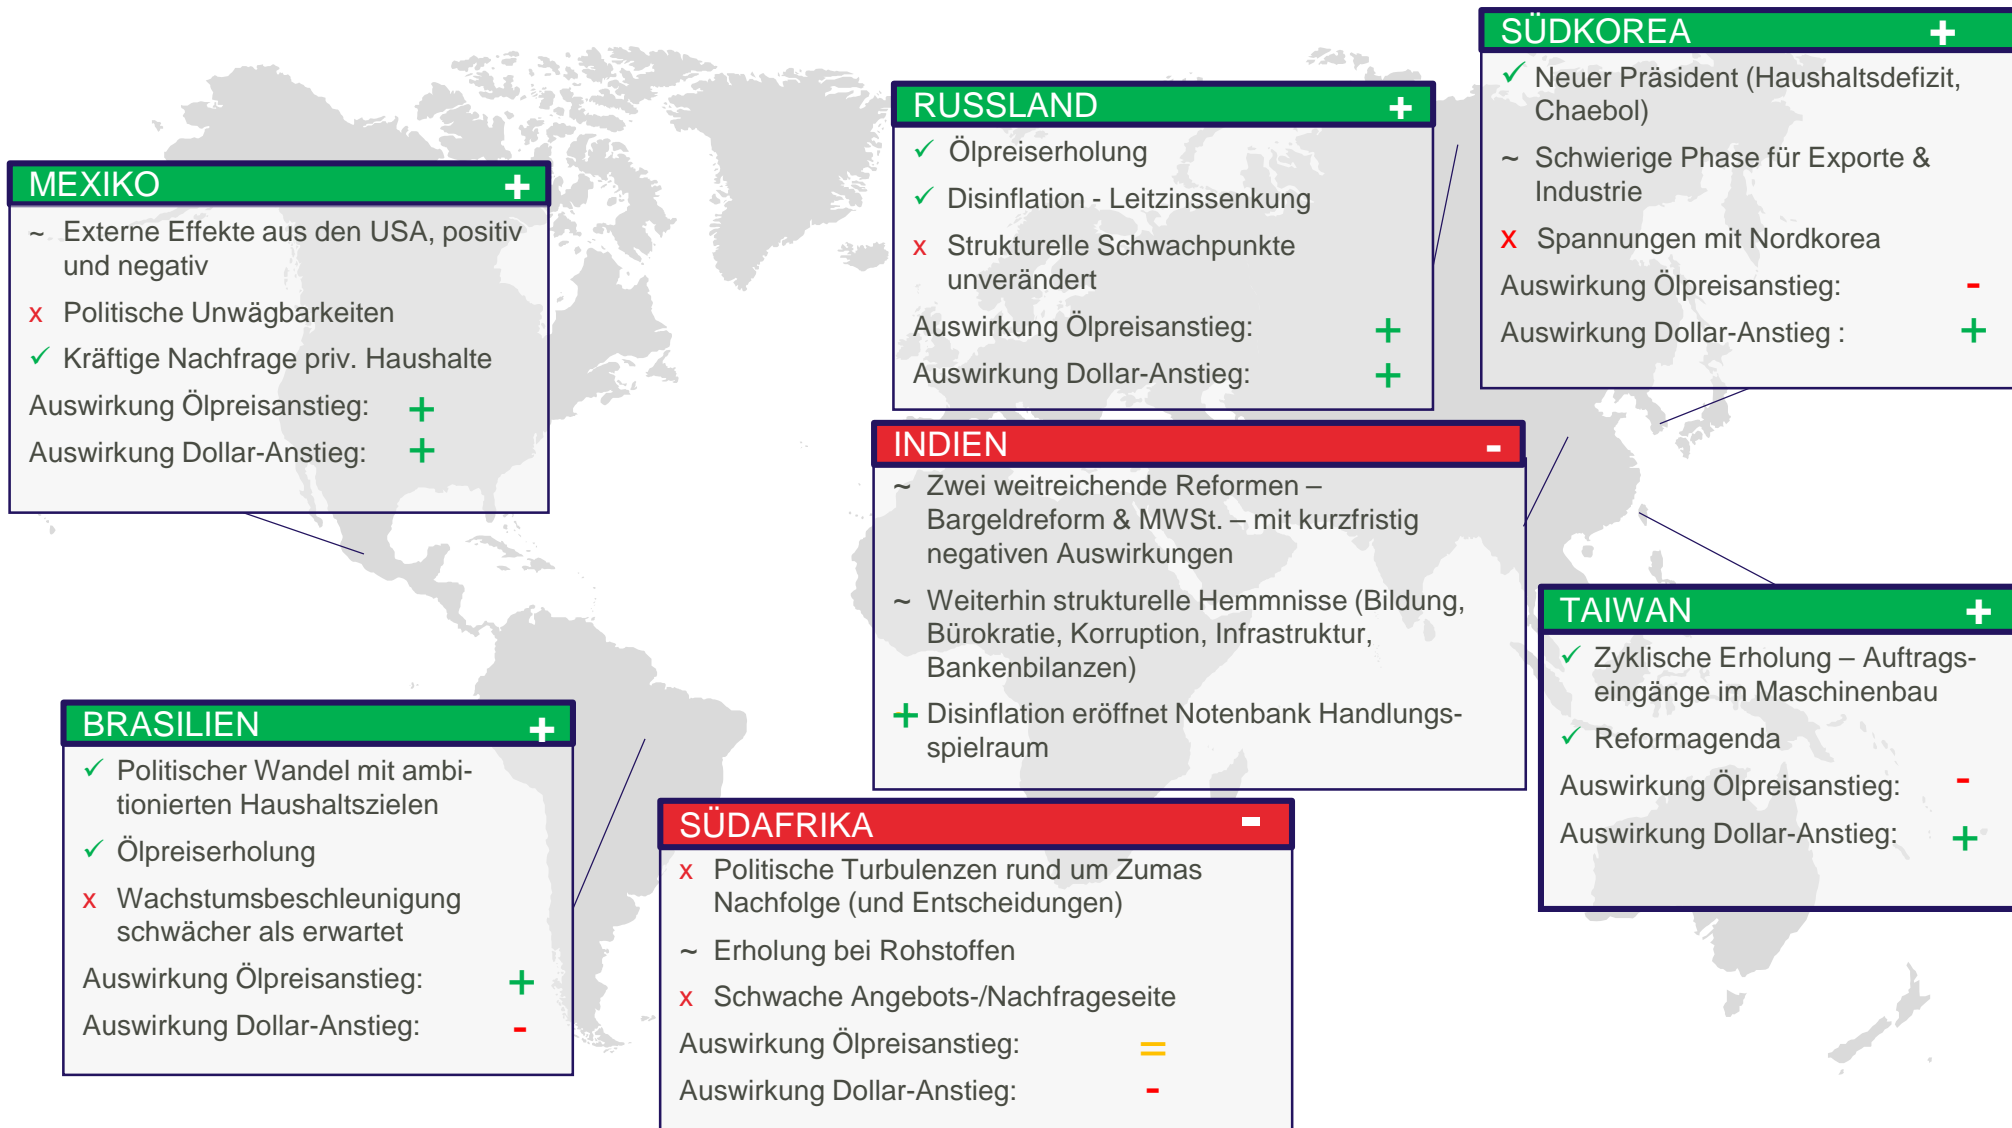 MEXIKO +
~ Externe Effekte aus den USA, positiv
und negativ
x Politische Unwägbarkeiten
✓ Kräftige Nachfrage priv. Haushalte
Auswirkung Ölpreisanstieg: +
Auswirkung Dollar-Anstieg: +
RUSSLAND +
✓ Ölpreiserholung
✓ Disinflation - Leitzinssenkung
x Strukturelle Schwachpunkte
unverändert
Auswirkung Ölpreisanstieg: +
Auswirkung Dollar-Anstieg: +
SÜDKOREA +
✓ Neuer Präsident (Haushaltsdefizit,
Chaebol)
~ Schwierige Phase für Exporte &
Industrie
x Spannungen mit Nordkorea
Auswirkung Ölpreisanstieg: -
Auswirkung Dollar-Anstieg : +
INDIEN -
~ Zwei weitreichende Reformen –
Bargeldreform & MWSt. – mit kurzfristig
negativen Auswirkungen
~ Weiterhin strukturelle Hemmnisse (Bildung,
Bürokratie, Korruption, Infrastruktur,
Bankenbilanzen)
+ Disinflation eröffnet Notenbank Handlungs-
spielraum
TAIWAN +
✓ Zyklische Erholung – Auftrags-
eingänge im Maschinenbau
✓ Reformagenda
Auswirkung Ölpreisanstieg: -
Auswirkung Dollar-Anstieg: +
BRASILIEN +
✓ Politischer Wandel mit ambi-
tionierten Haushaltszielen
✓ Ölpreiserholung
x Wachstumsbeschleunigung
schwächer als erwartet
Auswirkung Ölpreisanstieg: +
Auswirkung Dollar-Anstieg: -
SÜDAFRIKA -
x Politische Turbulenzen rund um Zumas
Nachfolge (und Entscheidungen)
~ Erholung bei Rohstoffen
x Schwache Angebots-/Nachfrageseite
Auswirkung Ölpreisanstieg: =
Auswirkung Dollar-Anstieg: -